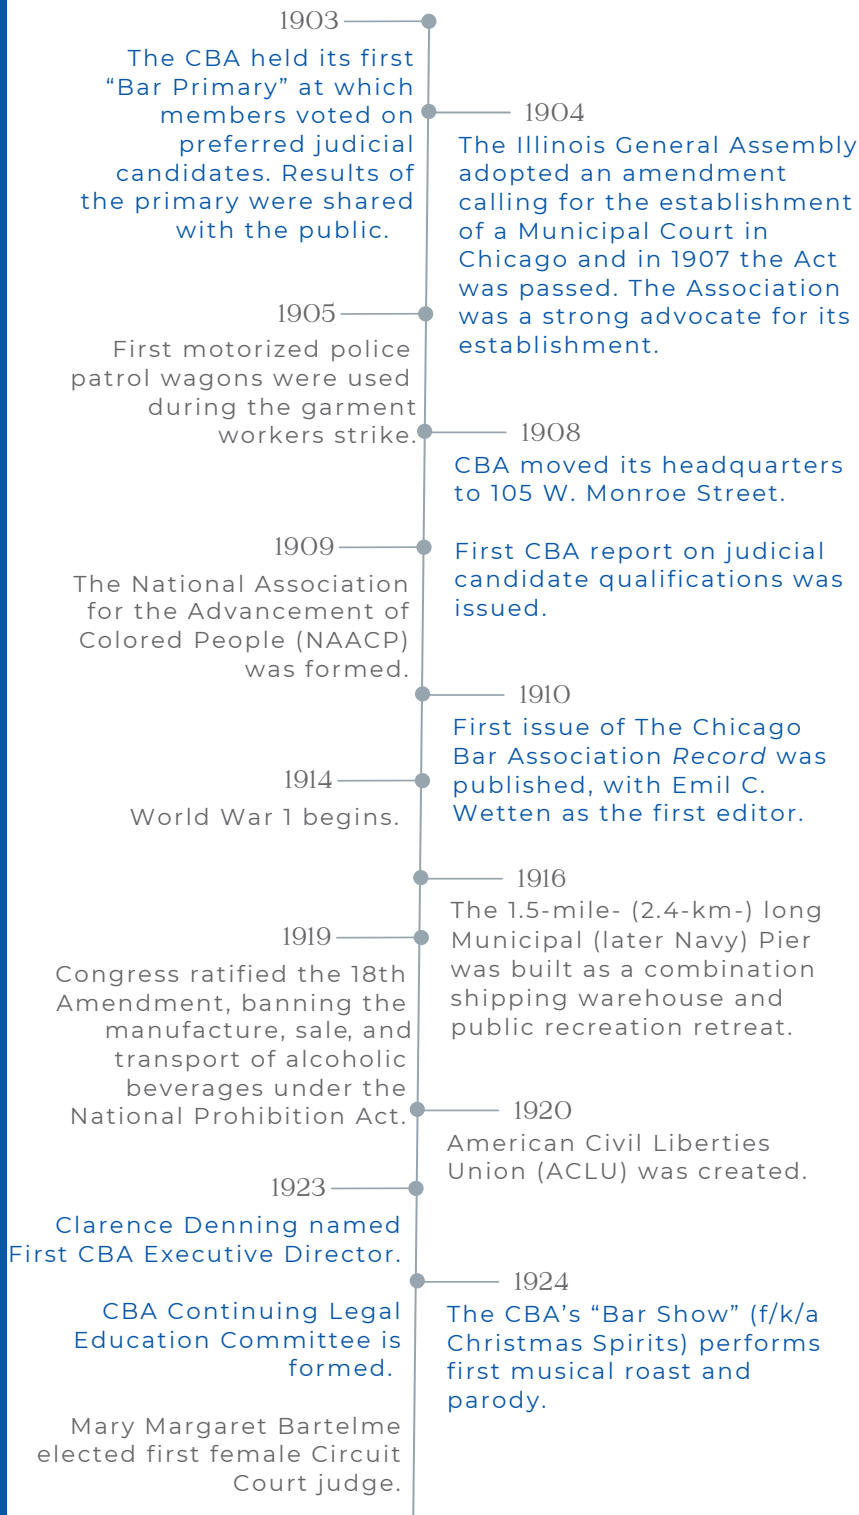 1903
The CBA held its first
“Bar Primary” at which
members voted on
preferred judicial
candidates. Results of
the primary were shared
with the public.
1904
The Illinois General Assembly
adopted an amendment
calling for the establishment
of a Municipal Court in
Chicago and in 1907 the Act
was passed. The Association
was a strong advocate for its
establishment.
1905
First motorized police
patrol wagons were used
during the garment
workers strike.
1908
CBA moved its headquarters
to 105 W. Monroe Street.
First CBA report on judicial
candidate qualifications was
issued.
1909
The National Association
for the Advancement of
Colored People (NAACP)
was formed.
1910
First issue of The Chicago
Bar Association Record was
published, with Emil C.
Wetten as the first editor.
1914
World War 1 begins.
1916
The 1.5-mile- (2.4-km-) long
Municipal (later Navy) Pier
was built as a combination
shipping warehouse and
public recreation retreat.
1919
Congress ratified the 18th
Amendment, banning the
manufacture, sale, and
transport of alcoholic
beverages under the
National Prohibition Act.
1920
American Civil Liberties
Union (ACLU) was created.
1923
Clarence Denning named
First CBA Executive Director.
CBA Continuing Legal
Education Committee is
formed.
Mary Margaret Bartelme
elected first female Circuit
Court judge.
1924
The CBA’s “Bar Show” (f/k/a
Christmas Spirits) performs
first musical roast and
parody.